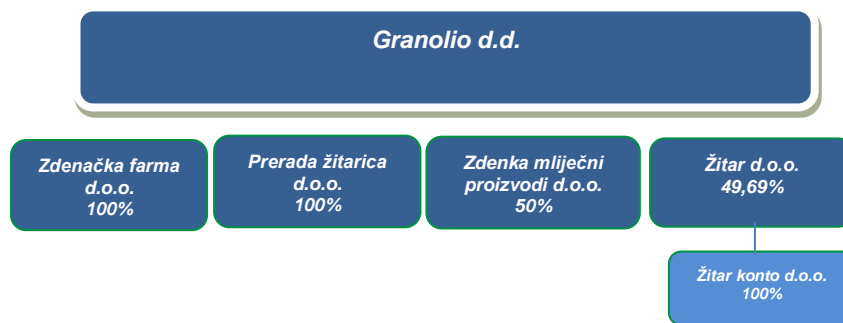 Granolio d.d.
Zdenačka farma
d.o.o.
100%
Prerada žitarica
d.o.o.
100%
Zdenka mliječni
proizvodi d.o.o.
50%
Žitar d.o.o.
49,69%
Žitar konto d.o.o.
100%